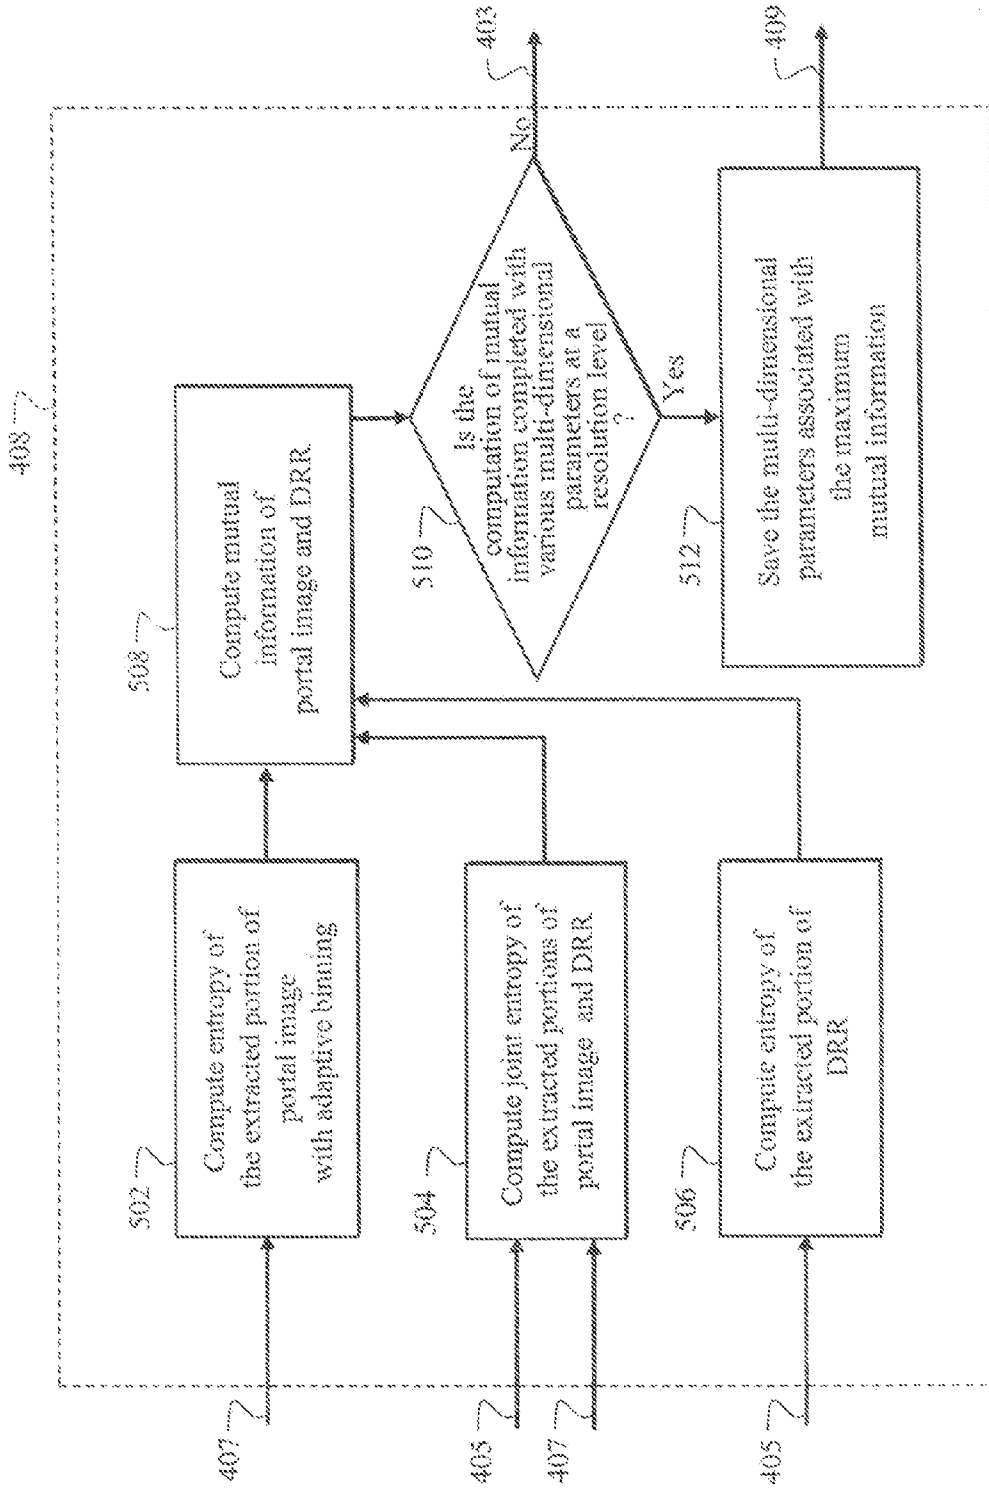 408
407
502
Compute entropy of
the extracted portion of
portal image
with adaptive binning
508
Compute mutual
information of
portal image and DRR
405
407
504
Compute joint entropy of
the extracted portions of
portal image and DRR
510
Is the
computation of mutual
information completed with
various multi-dimensional
parameters at a
resolution level
?
No
403
Yes
405
506
Compute entropy of
the extracted portion of
DRR
512
Save the multi-dimensional
parameters associated with
the maximum
mutual information
409